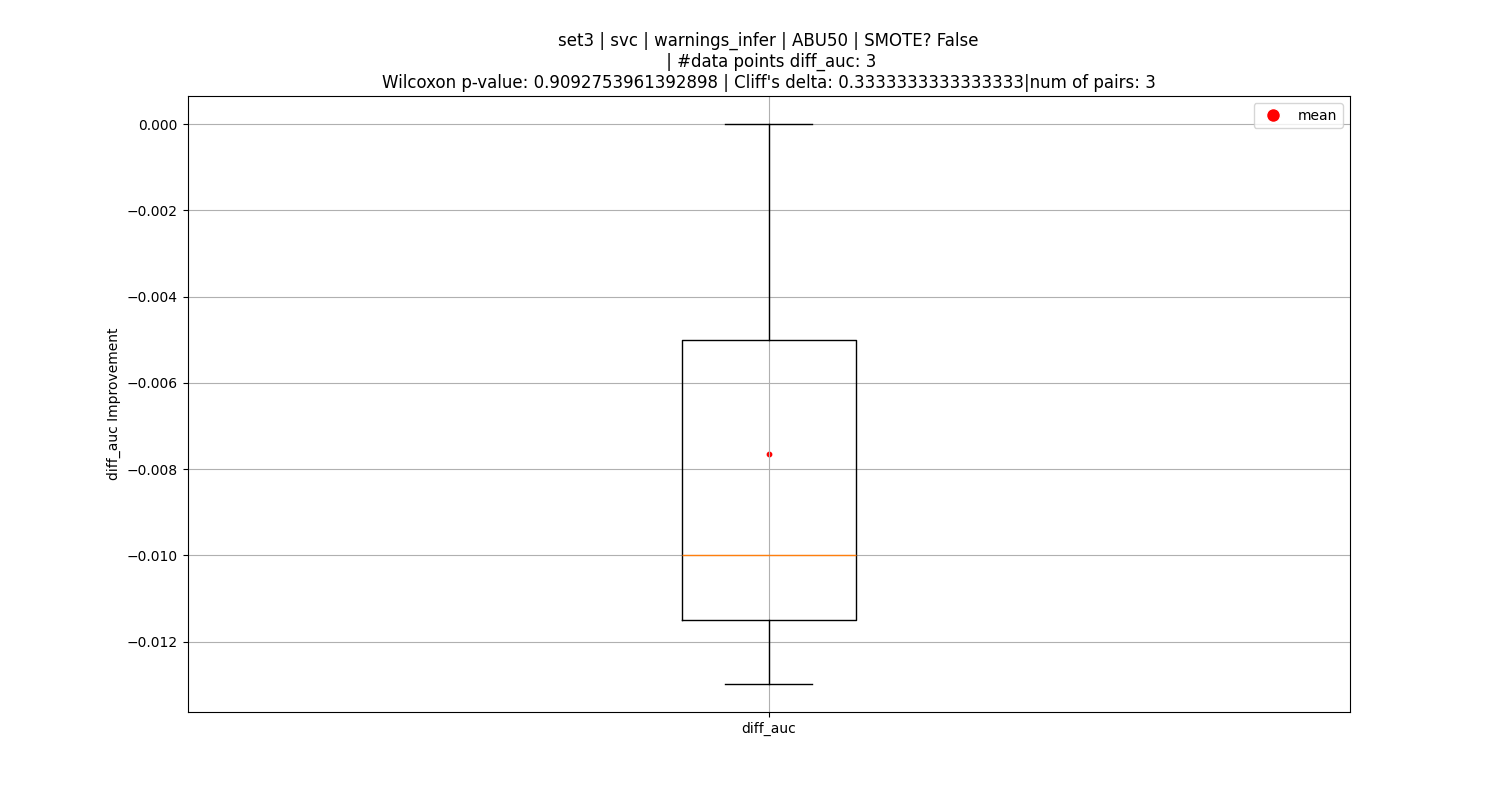 set3 | svc | warnings_infer | ABU50 | SMOTE? False
| #data points diff_auc: 3
Wilcoxon p-value: 0.9092753961392898 | Cliff's delta: 0.3333333333333333|num of pairs: 3
mean
0.000
−0.002
−0.004
−0.006
−0.008
−0.010
−0.012
diff_auc Improvement
diff_auc